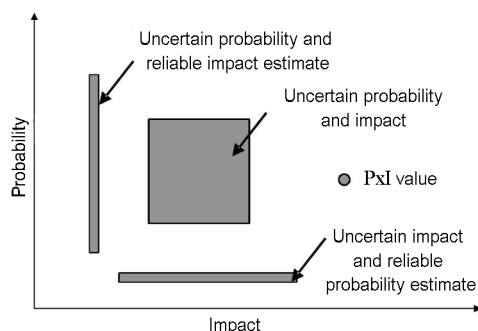 Uncertain probability and
reliable impact estimate
Uncertain probability
and impact
PxI value
Uncertain impact
and reliable
probability estimate
Probability
Impact